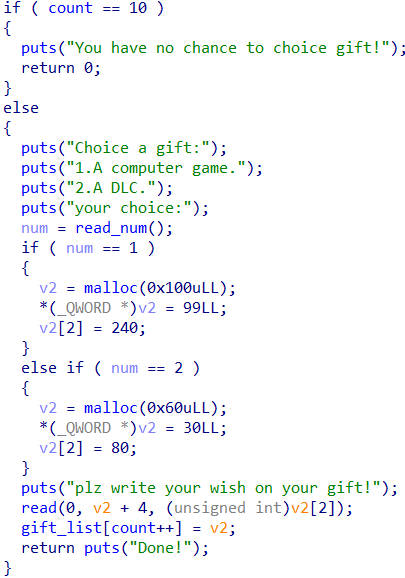 if ( count == 10 )
{
puts("You have no chance to choice gift!");
return 0;
}
else
{
puts("Choice a gift:");
puts("1.A computer game.");
puts("2.A DLC.");
puts("your choice:");
num = read_num();
if ( num == 1 )
{
v2 = malloc(0x100uLL);
*(_QWORD *)v2 = 99LL;
v2[2] = 240;
}
else if ( num == 2 )
{
v2 = malloc(0x60uLL);
*(_QWORD *)v2 = 30LL;
v2[2] = 80;
}
puts("plz write your wish on your gift!");
read(0, v2 + 4, (unsigned int)v2[2]);
gift_list[count++] = v2;
return puts("Done!");
}